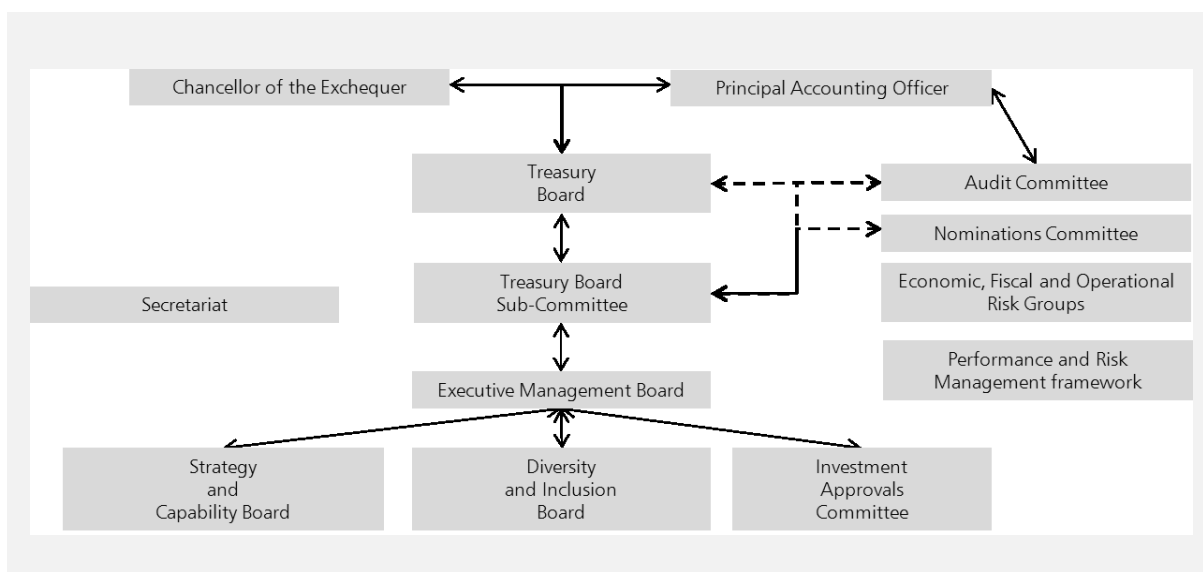 Chancellor of the Exchequer
Principal Accounting Officer
Treasury
Board
Audit Committee
Nominations Committee
Treasury Board
Sub-Committee
Economic, Fiscal and Operational
Risk Groups
Secretariat
Performance and Risk
Management framework
Executive Management Board
Strategy
and
Capability Board
Diversity
and Inclusion
Board
Investment
Approvals
Committee